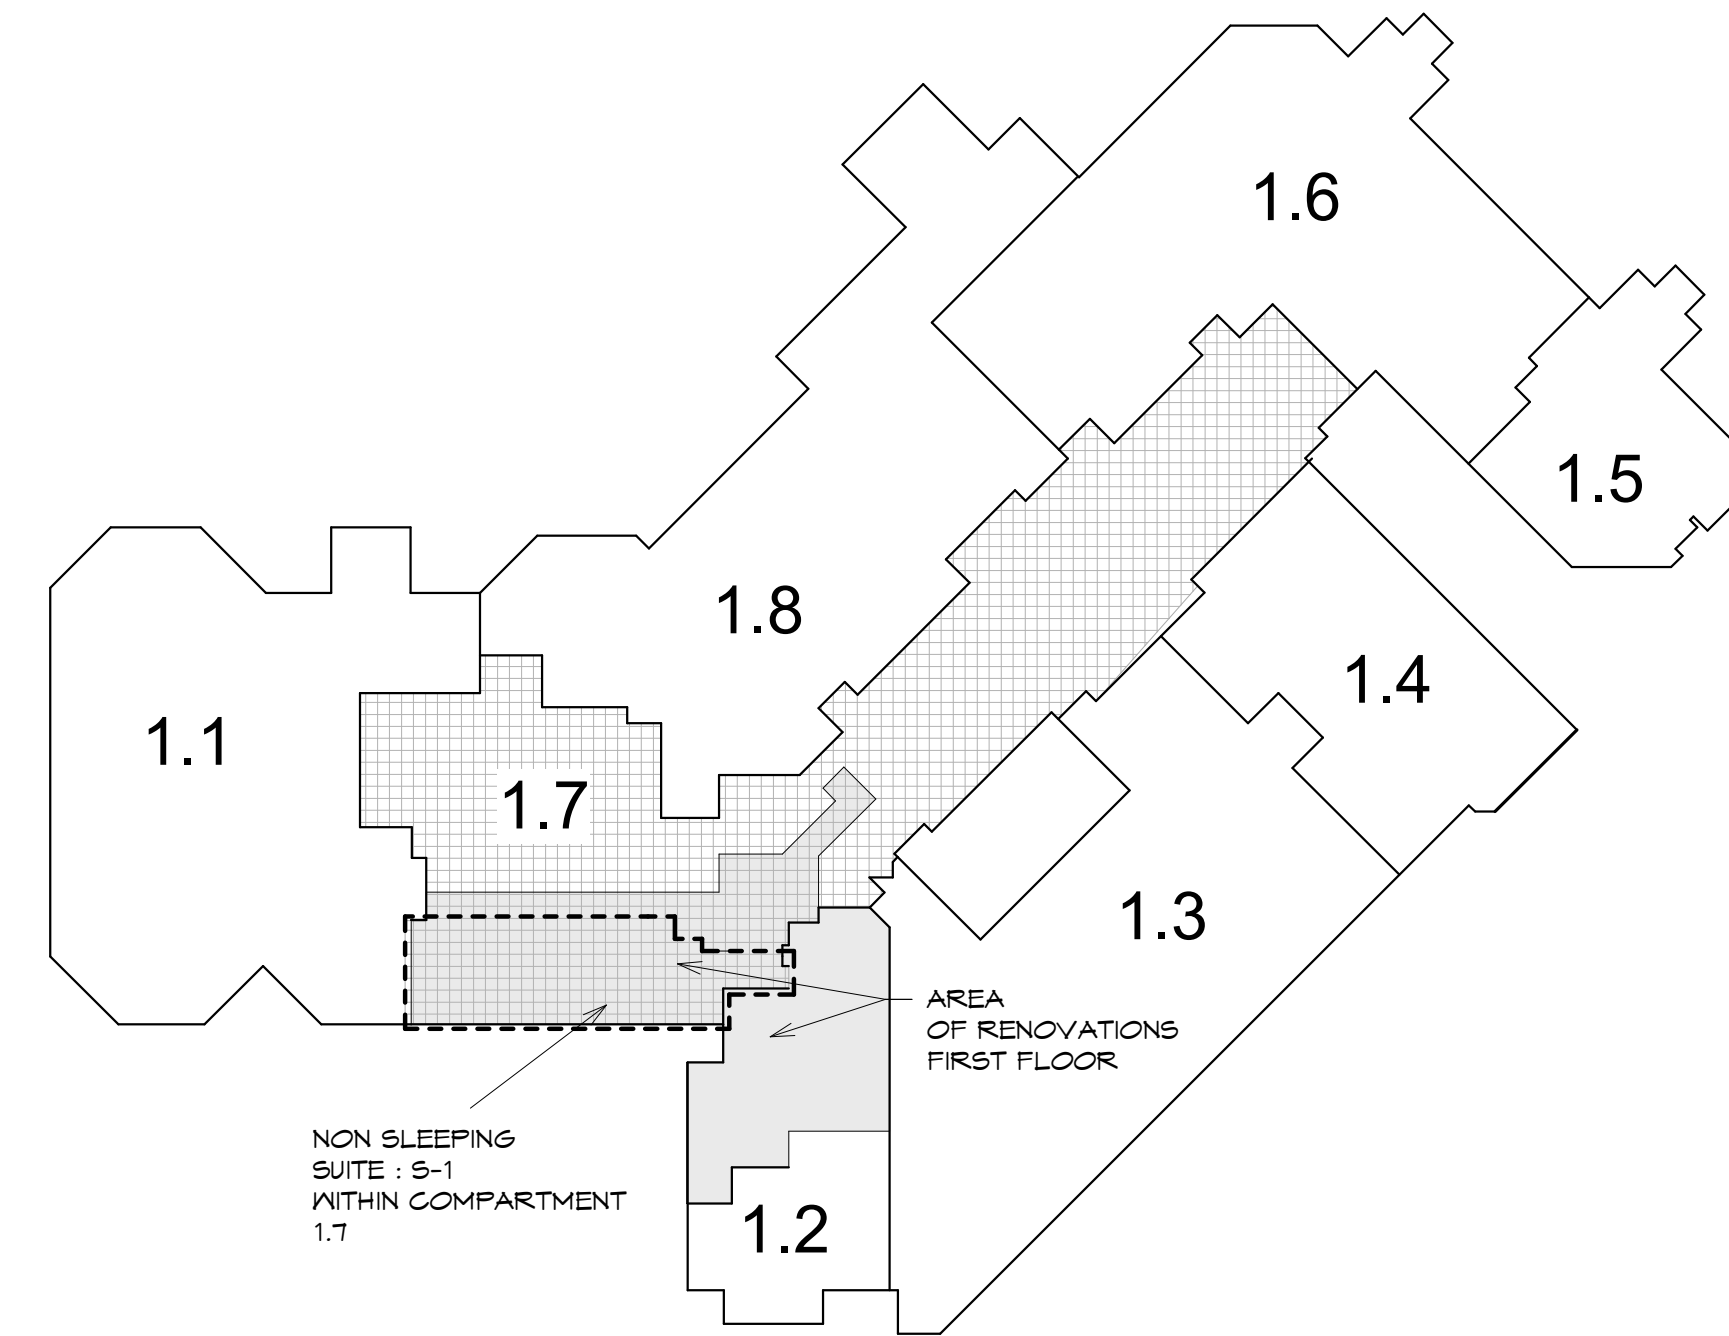 1.6
1.5
1.8
1.4
1.1
1.7
1.3
AREA
OF RENOVATIONS
FIRST FLOOR
NON SLEEPING
SUITE : S-1
WITHIN COMPARTMENT
1.7
1.2